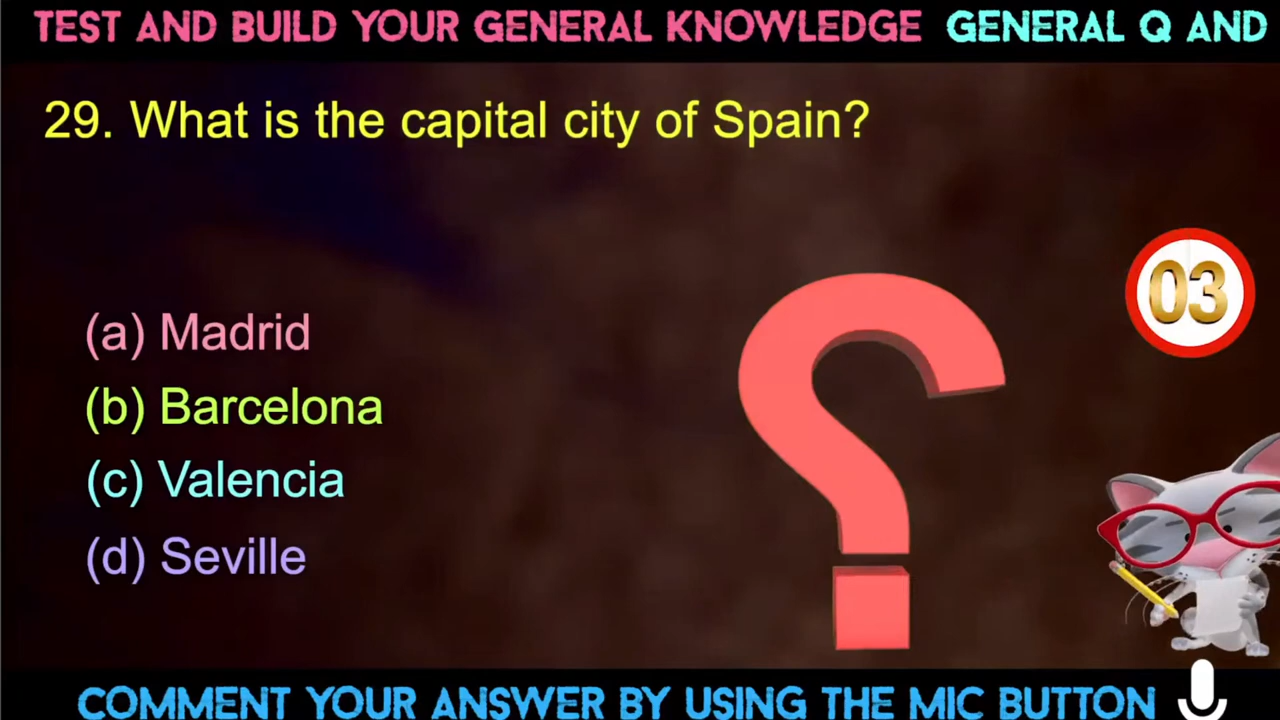 TEST AND BUILD YOUR GENERAL KNOWLEDGE GENERAL Q AND
29. What is the capital city of Spain?
03
(a) Madrid
(b) Barcelona
(c) Valencia
(d) Seville
?
COMMENT YOUR ANSWER BY USING THE MIC BUTTON